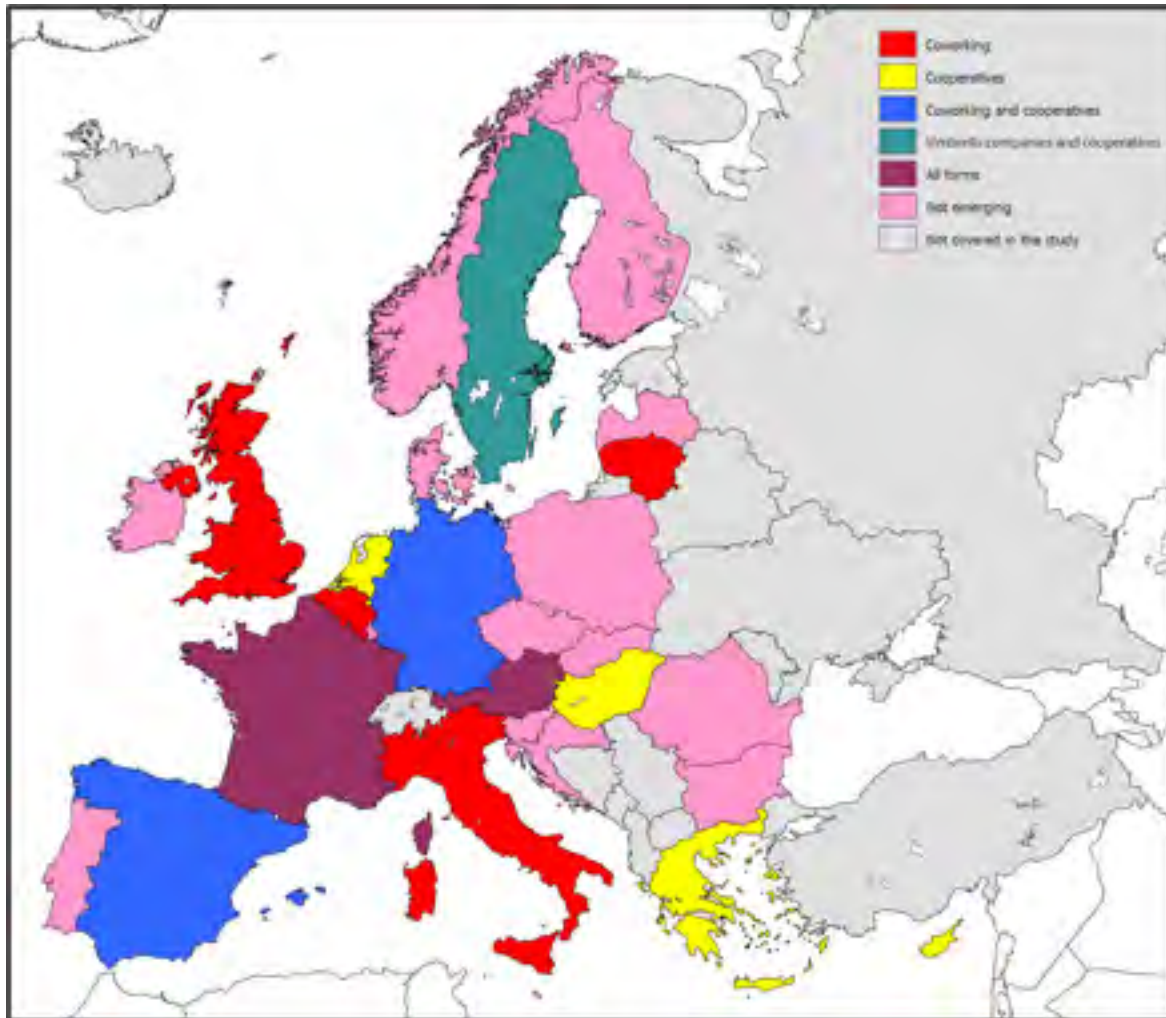 Coworking
Cooperatives
Coworking and cooperatives
Umbrella companies and cooperatives
All forms
Not emerging
Not covered in the study